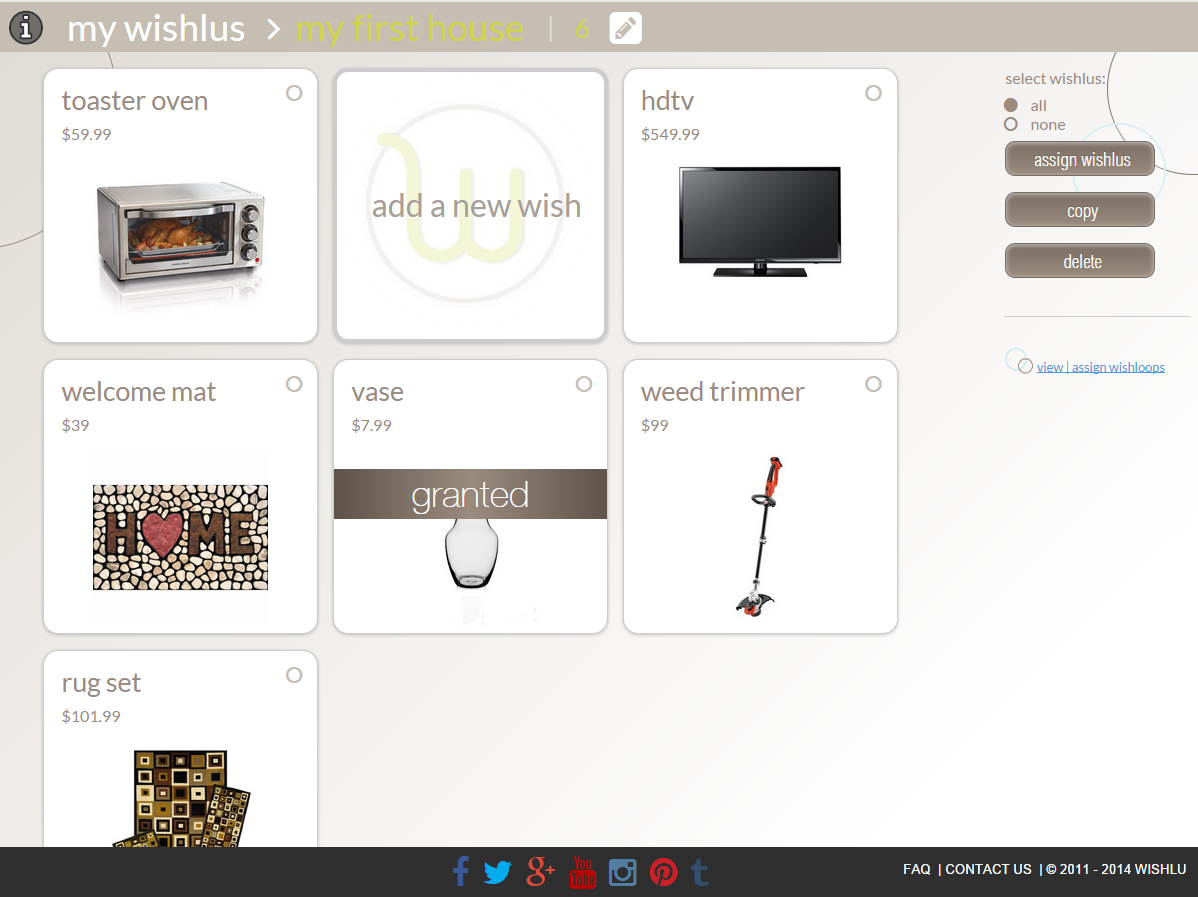 my wishlus > my first house | 6
toaster oven
$59.99
add a new wish
hdtv
$549.99
welcome mat
$39
HOME
vase
$7.99
granted
weed trimmer
$99
rug set
$101.99
select wishlus:
all
none
assign wishlus
copy
delete
view | assign wishloops
You
Tube
FAQ | CONTACT US | © 2011 - 2014 WISHLU